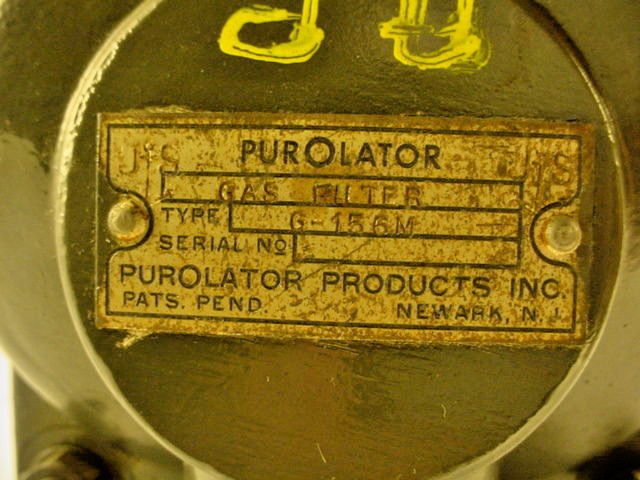 U S PUROLATOR U S
GAS FILTER
TYPE G-156M
SERIAL NO
PUROLATOR PRODUCTS INC.
PATS. PEND. NEWARK, N.J.